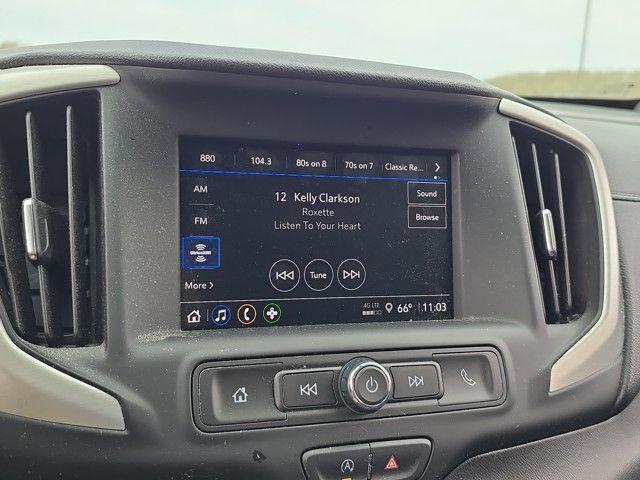 880 104.3 80s on 8 70s on 7 Classic Re...
AM
12 Kelly Clarkson
Sound
Roxette
FM
Browse
Listen To Your Heart
SiriusXM
Tune
More
4G LTE 66° 11:03
A